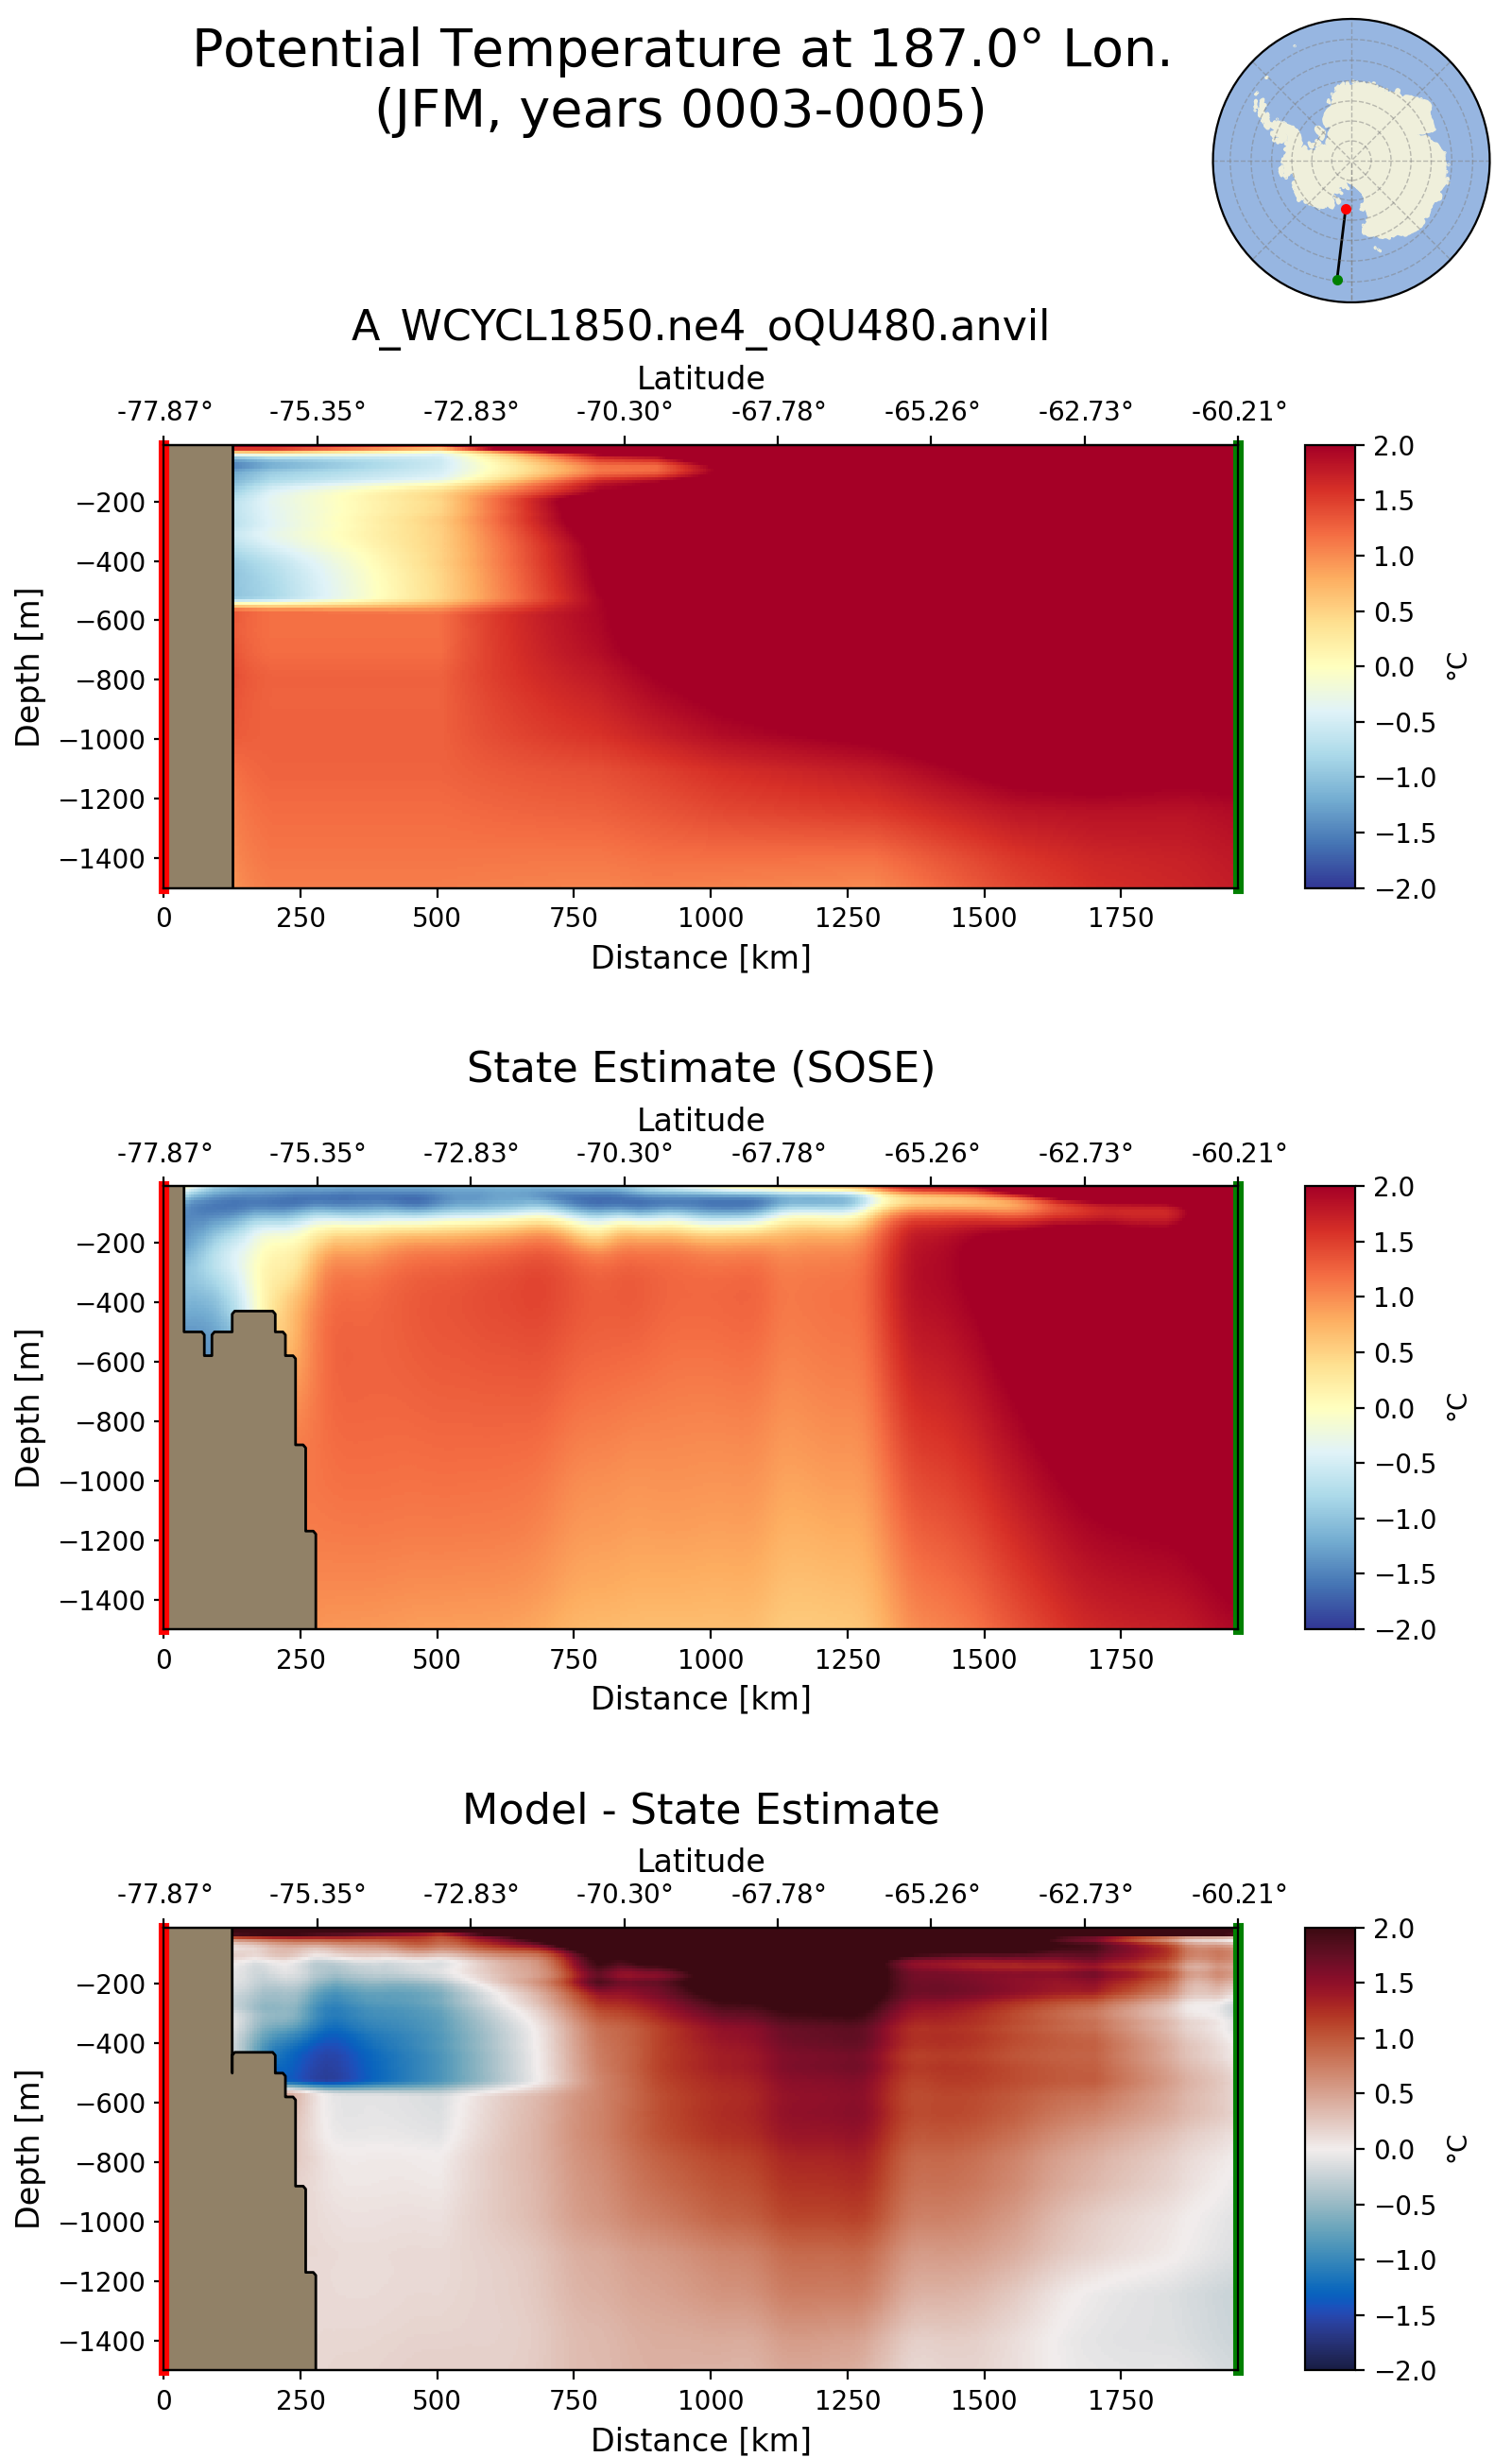 Potential Temperature at 187.0° Lon.
(JFM, years 0003-0005)
A_WCYCL1850.ne4_oQU480.anvil
Latitude
-77.87° -75.35° -72.83° -70.30° -67.78° -65.26° -62.73° -60.21°
Depth [m]
−200
−400
−600
−800
−1000
−1200
−1400
0 250 500 750 1000 1250 1500 1750
Distance [km]
2.0
1.5
1.0
0.5
0.0
−0.5
−1.0
−1.5
−2.0
°C
State Estimate (SOSE)
Latitude
-77.87° -75.35° -72.83° -70.30° -67.78° -65.26° -62.73° -60.21°
Depth [m]
−200
−400
−600
−800
−1000
−1200
−1400
0 250 500 750 1000 1250 1500 1750
Distance [km]
2.0
1.5
1.0
0.5
0.0
−0.5
−1.0
−1.5
−2.0
°C
Model - State Estimate
Latitude
-77.87° -75.35° -72.83° -70.30° -67.78° -65.26° -62.73° -60.21°
Depth [m]
−200
−400
−600
−800
−1000
−1200
−1400
0 250 500 750 1000 1250 1500 1750
Distance [km]
2.0
1.5
1.0
0.5
0.0
−0.5
−1.0
−1.5
−2.0
°C